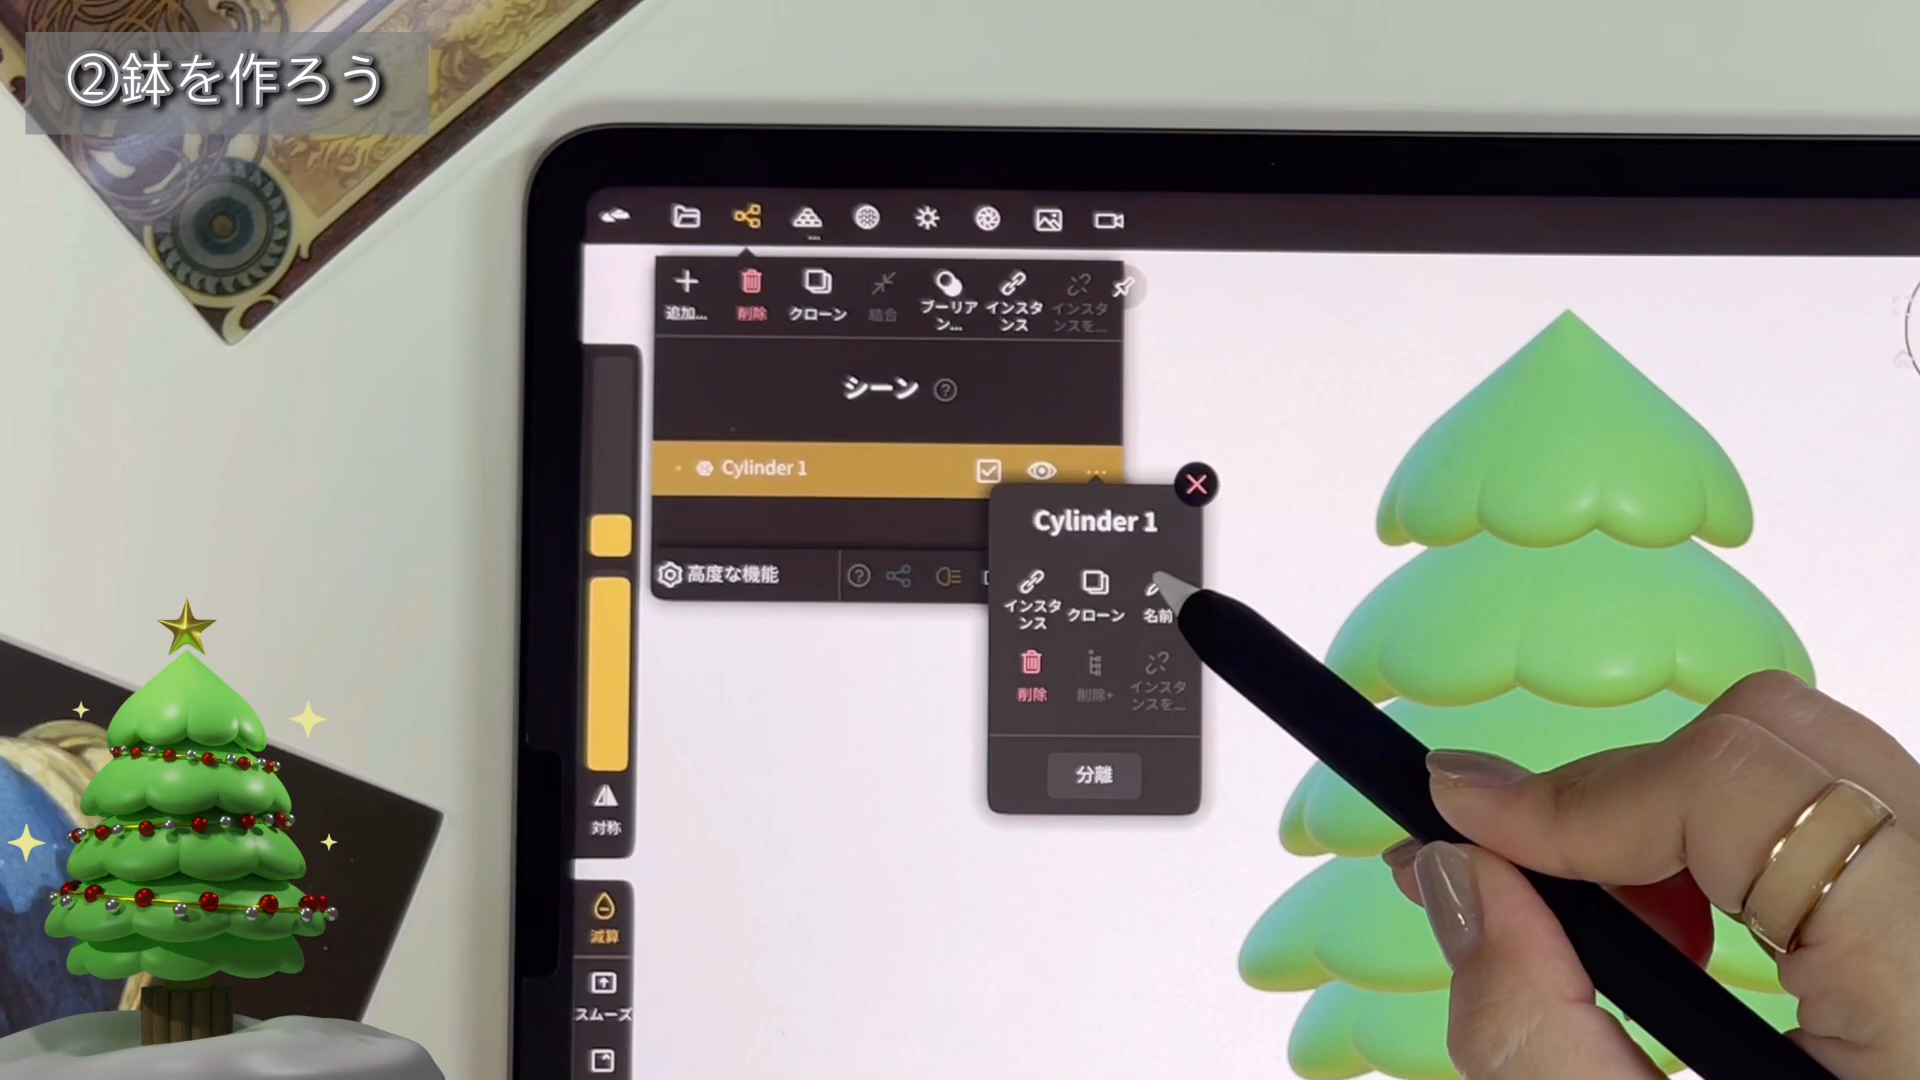 ②鉢を作ろう
追加...
削除
クローン
結合
ブーリア
ン...
インスタ
ンス
インスタ
ンスを...
シーン
Cylinder 1
高度な機能
Cylinder 1
インスタ
ンス
クローン
名前
削除
削除+
インスタ
ンスを...
分離
対称
減算
スムーズ